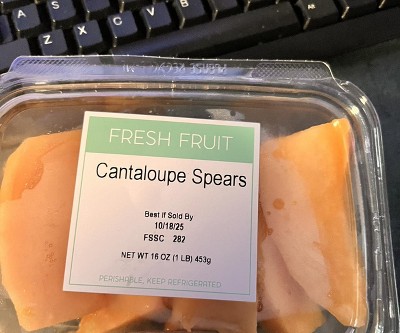 A S
Z X C V B
FRESH FRUIT
Cantaloupe Spears
Best If Sold By
10/18/25
FSSC 282
NET WT 16 OZ (1 LB) 453g
PERISHABLE, KEEP REFRIGERATED